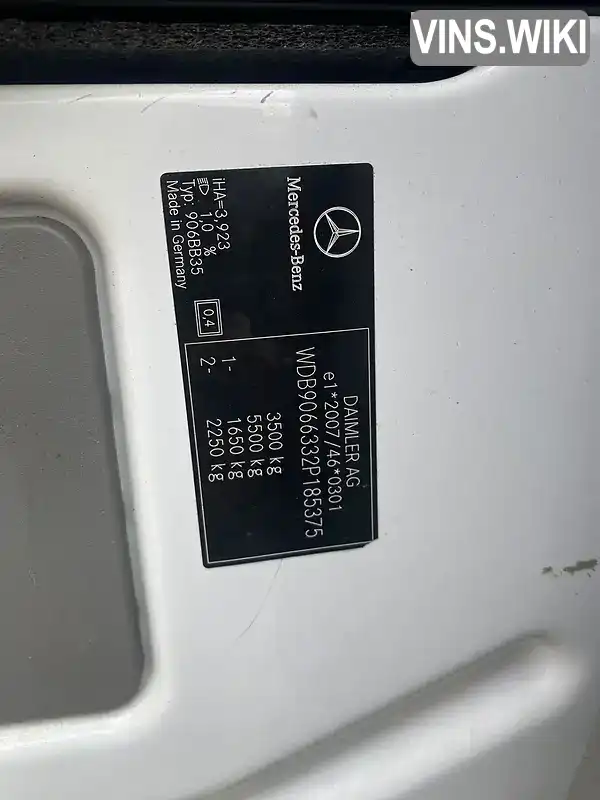 VINS.WIKI
Mercedes-Benz
iHA=3,923
1,0 %
Typ: 906BB35
Made in Germany
0,4
DAIMLER AG
e1*2007/46*0301
WDB9066332P185375
3500 kg
5500 kg
1- 1650 kg
2- 2250 kg